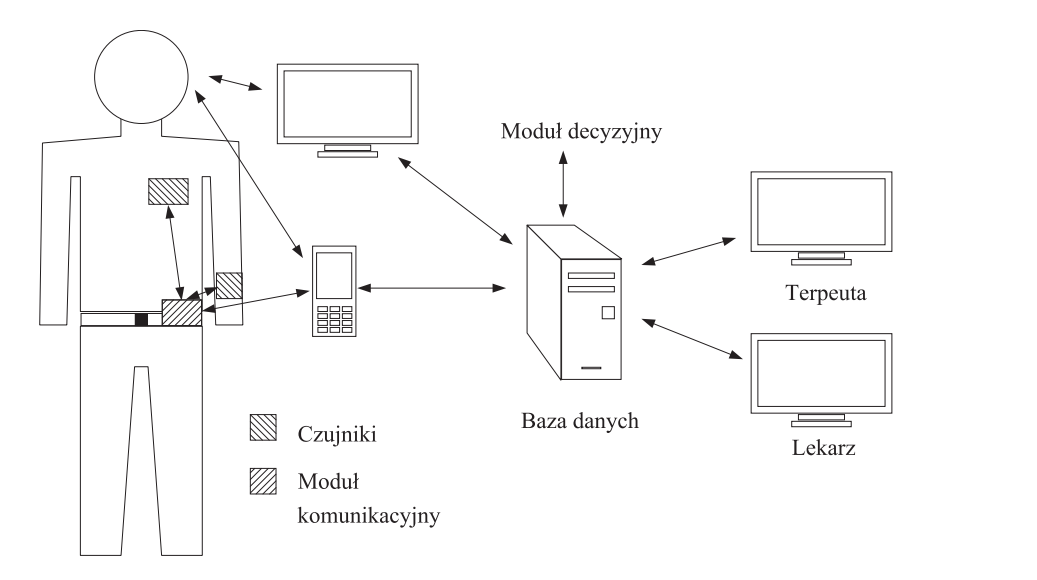 Moduł decyzyjny
Terpeuta
Baza danych
Lekarz
Czujniki
Moduł
komunikacyjny